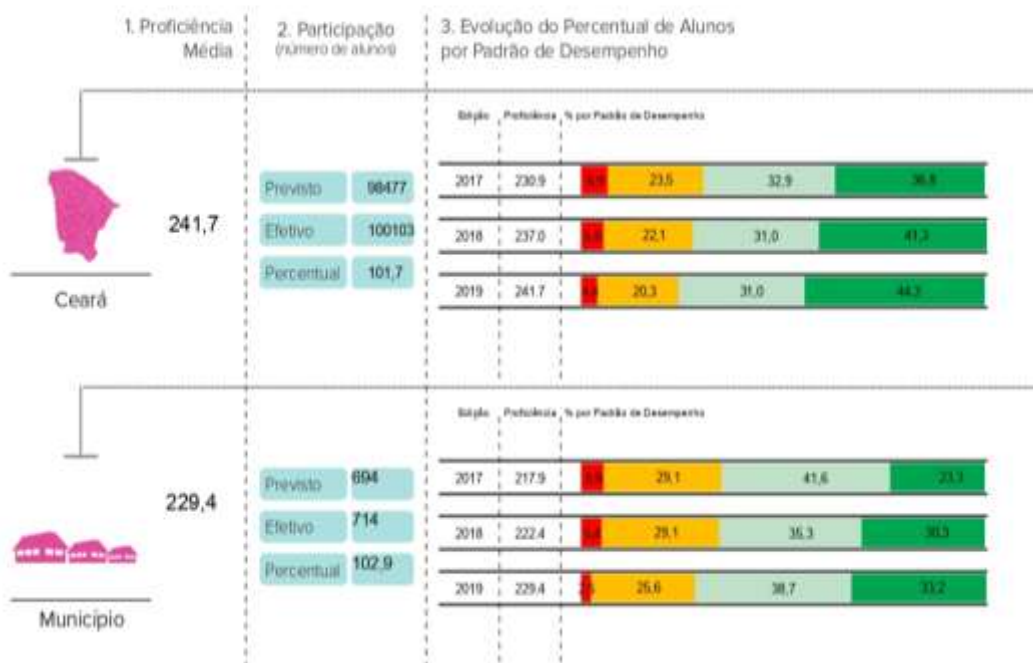 1. Proficiência
Média
2. Participação
(número de alunos)
3. Evolução do Percentual de Alunos
por Padrão de Desempenho
Edição Proficiência % por Padrão de Desempenho
Ceará
241,7
Previsto 98477
Efetivo 100103
Percentual 101,7
2017 230.9 23,5 32,9
2018 237.0 22,1 31,0 41,3
2019 241.7 20,3 31,0
Edição Proficiência % por Padrão de Desempenho
Município
229,4
Previsto 694
Efetivo 714
Percentual 102,9
2017 217.9 29,1 41,6 23,3
2018 222.4 29,1 35,3 30,3
2019 229.4 25,6 38,7 33,2